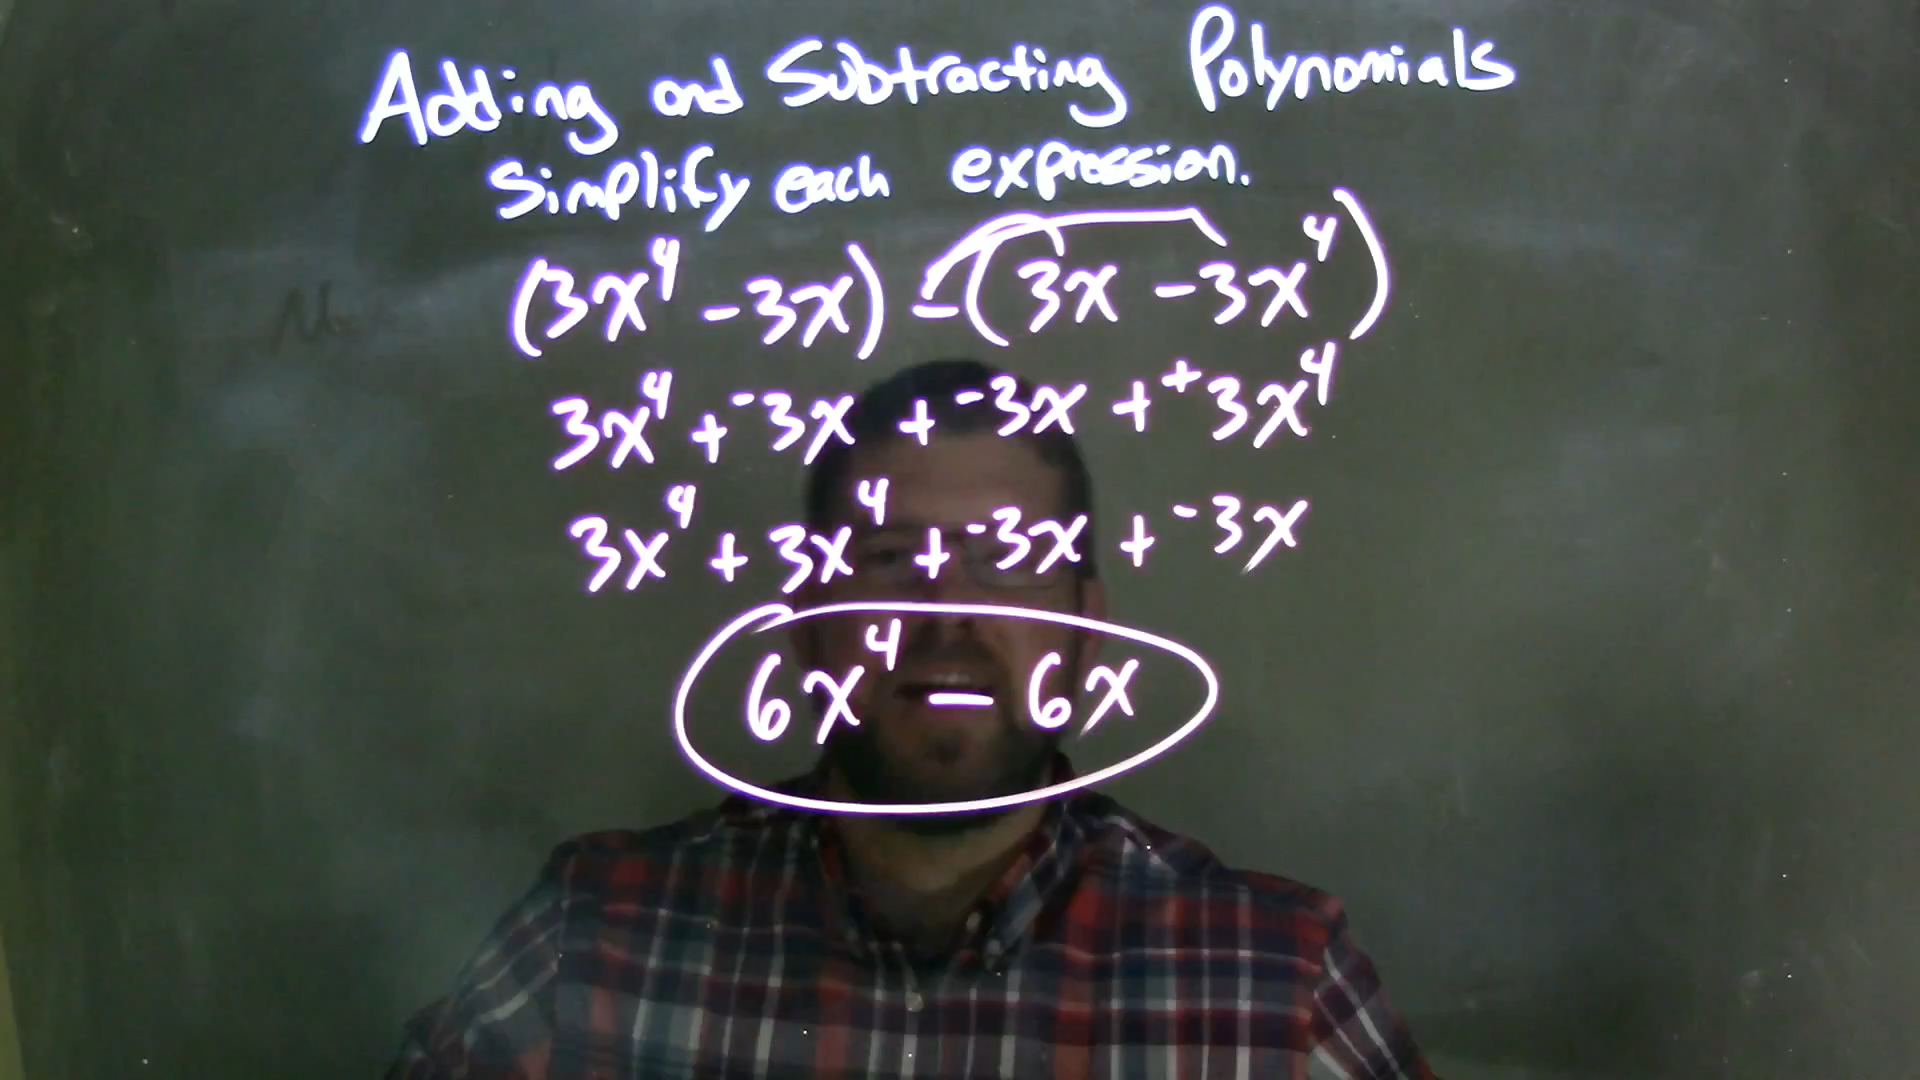 Adding and Subtracting Polynomials
Simplify each expression.
(3x⁴ - 3x) - (3x - 3x⁴)
3x⁴ + ⁻3x + ⁻3x + ⁺3x⁴
3x⁴ + 3x⁴ + ⁻3x + ⁻3x
6x⁴ - 6x